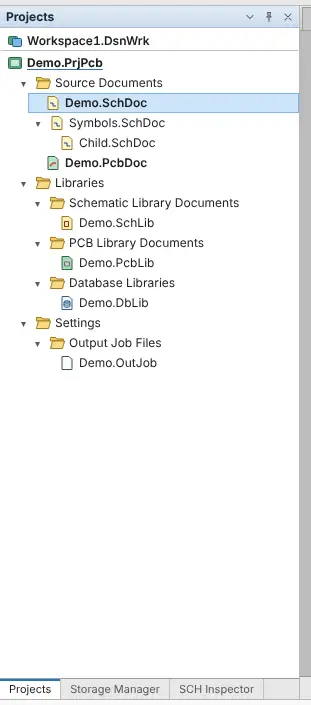 Projects
Workspace1.DsnWrk
Demo.PrjPcb
Source Documents
Demo.SchDoc
Symbols.SchDoc
Child.SchDoc
Demo.PcbDoc
Libraries
Schematic Library Documents
Demo.SchLib
PCB Library Documents
Demo.PcbLib
Database Libraries
Demo.DbLib
Settings
Output Job Files
Demo.OutJob
Projects Storage Manager SCH Inspector